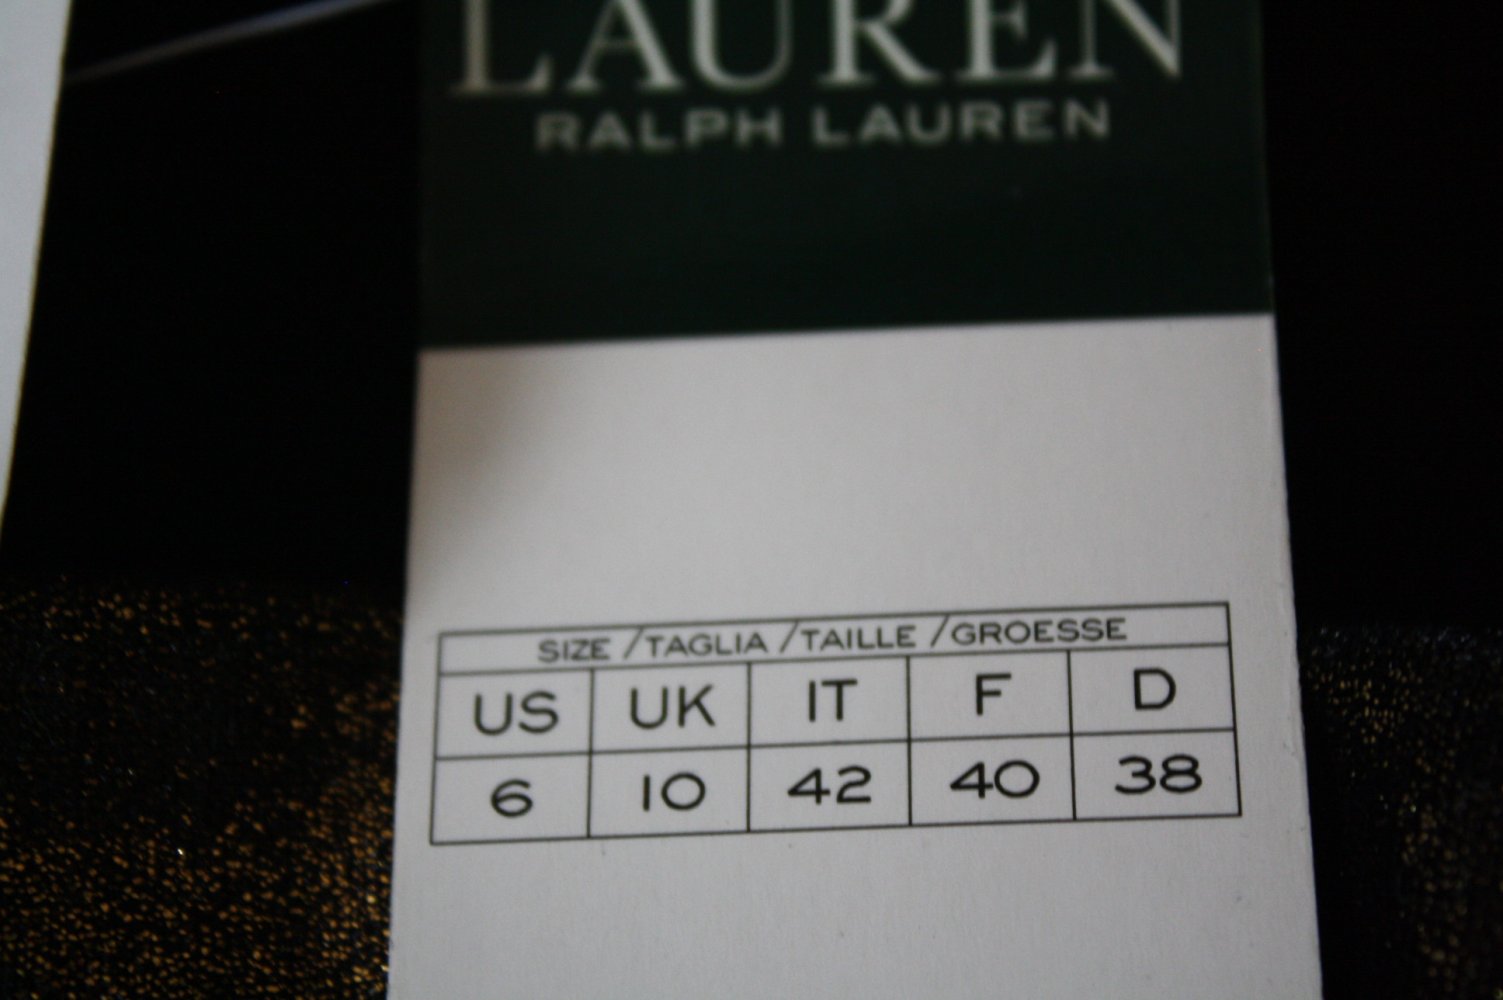 LAUREN
RALPH LAUREN
SIZE /TAGLIA /TAILLE /GROESSE
US UK IT F D
6 10 42 40 38